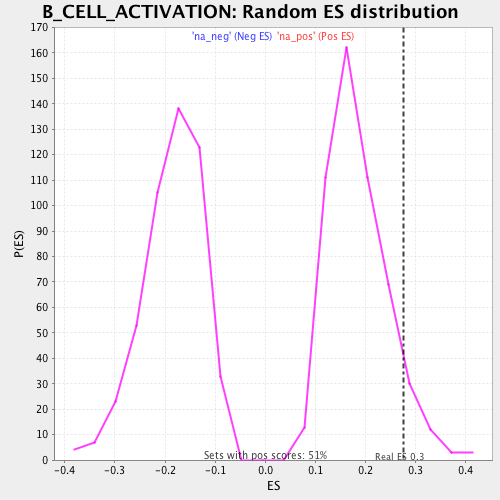 B_CELL_ACTIVATION: Random ES distribution
'na_neg' (Neg ES) 'na_pos' (Pos ES)
170
160
150
140
130
120
110
100
90
80
70
60
50
40
30
20
10
0
P(ES)
Sets with pos scores: 51%
Real ES 0.3
-0.4 -0.3 -0.2 -0.1 0.0 0.1 0.2 0.3 0.4
ES